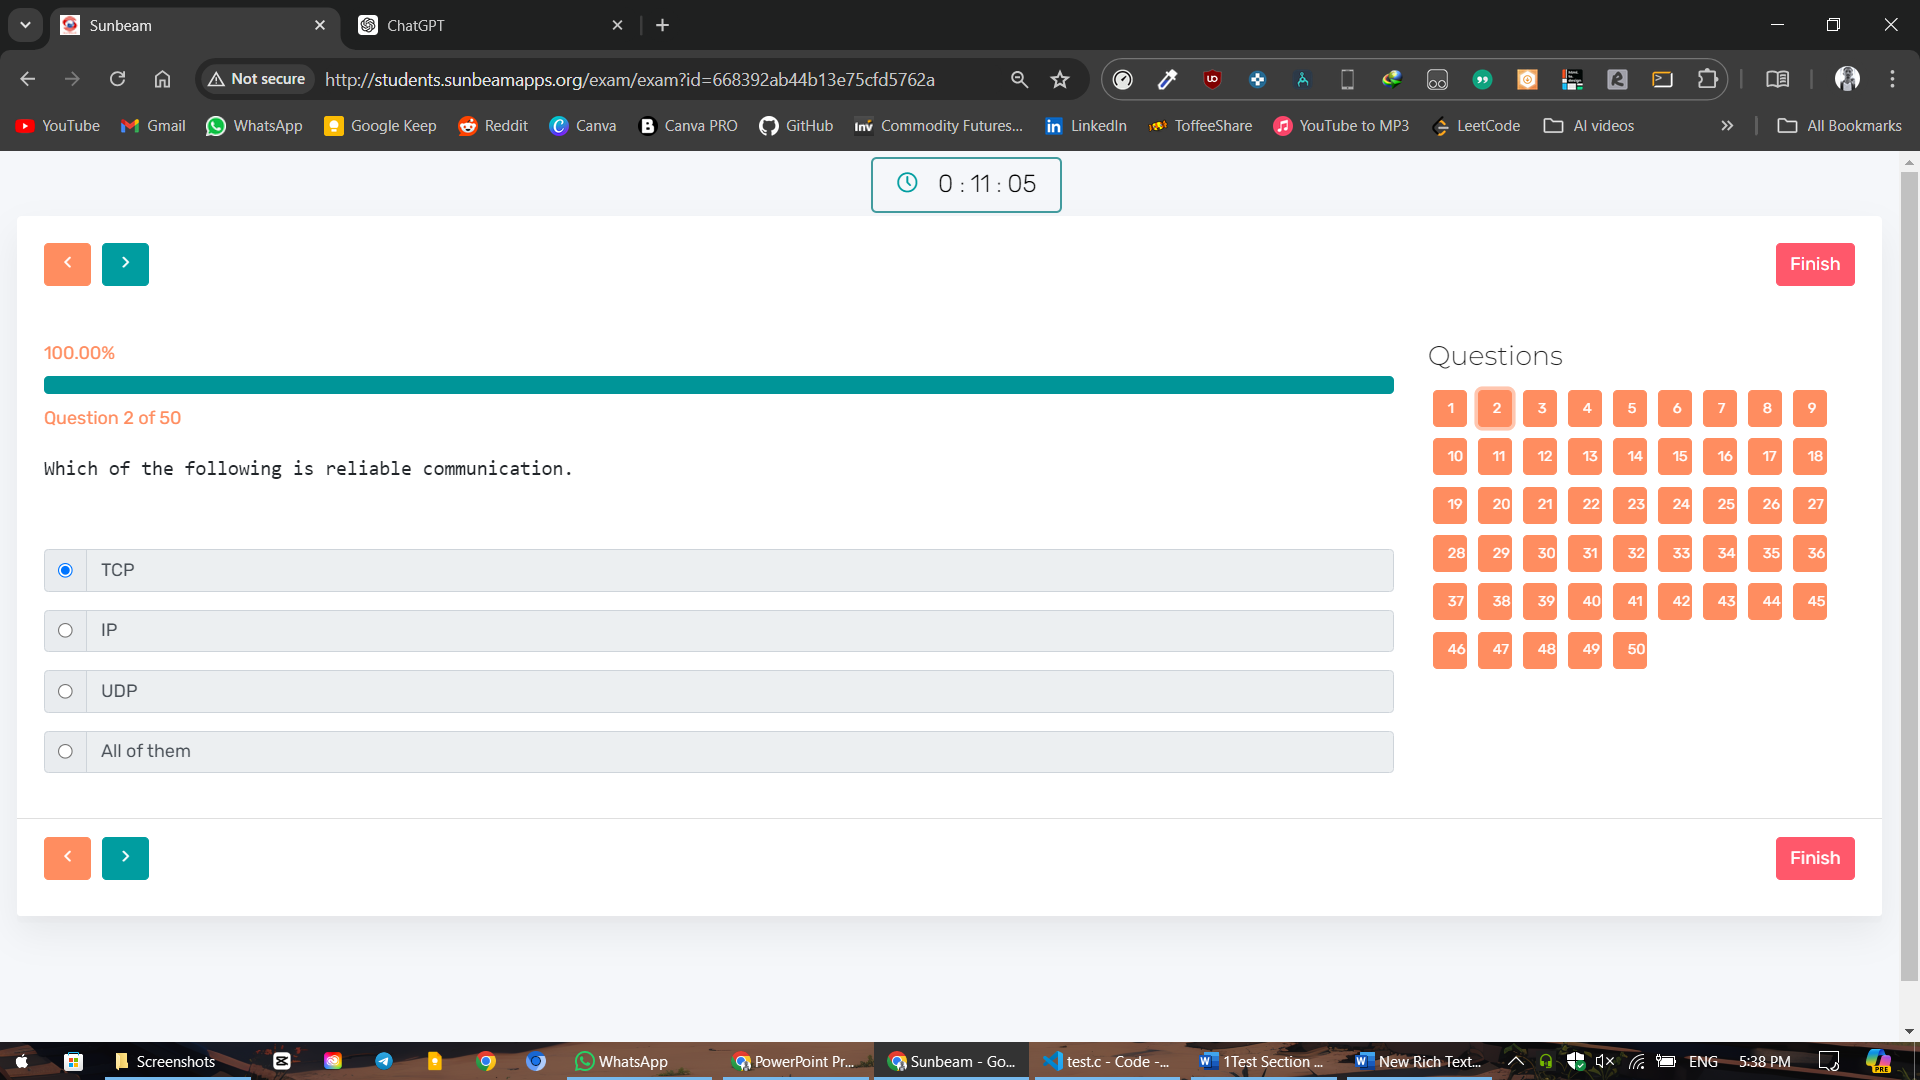 Sunbeam
ChatGPT
Not secure
http://students.sunbeamapps.org/exam/exam?id=668392ab44b13e75cfd5762a
YouTube
Gmail
WhatsApp
Google Keep
Reddit
Canva
Canva PRO
GitHub
Inv Commodity Futures...
LinkedIn
ToffeeShare
YouTube to MP3
LeetCode
AI videos
All Bookmarks
0 : 11 : 05
Finish
100.00%
Question 2 of 50
Which of the following is reliable communication.
TCP
IP
UDP
All of them
Questions
1 2 3 4 5 6 7 8 9
10 11 12 13 14 15 16 17 18
19 20 21 22 23 24 25 26 27
28 29 30 31 32 33 34 35 36
37 38 39 40 41 42 43 44 45
46 47 48 49 50
Finish
Screenshots
WhatsApp
PowerPoint Pr...
Sunbeam - Go...
test.c - Code -...
1Test Section ...
New Rich Text...
ENG
5:38 PM
PRE